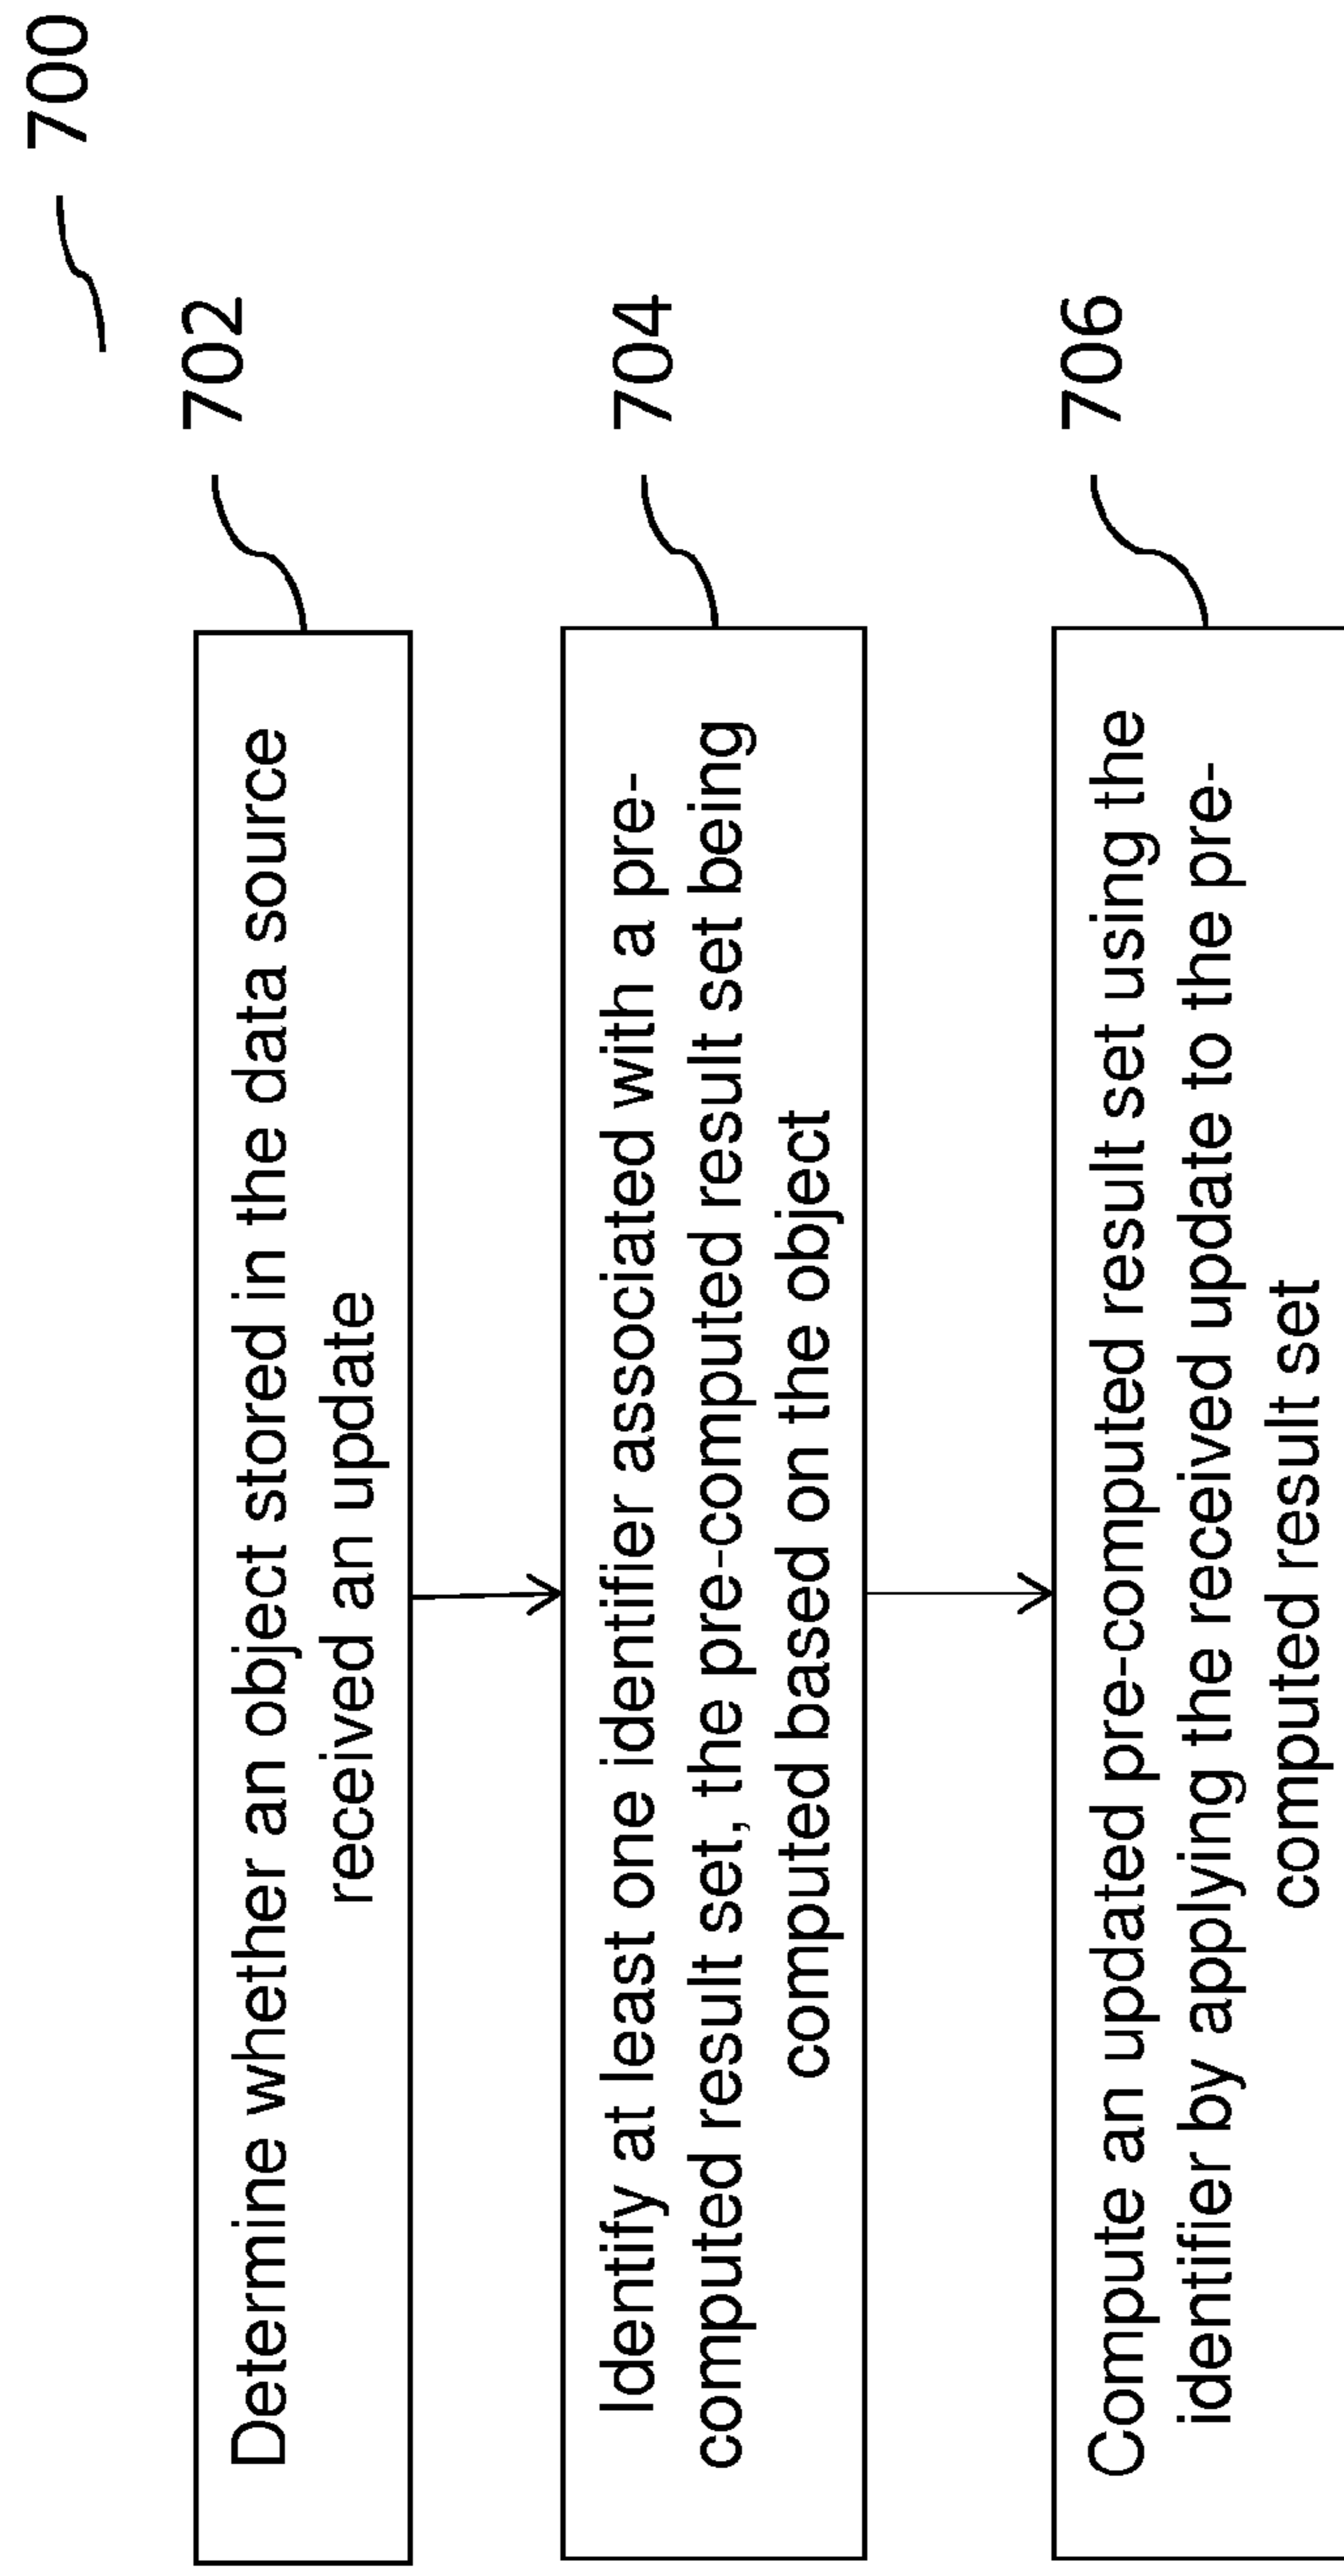 700
702
Determine whether an object stored in the data source
received an update
704
Identify at least one identifier associated with a pre-
computed result set, the pre-computed result set being
computed based on the object
706
Compute an updated pre-computed result set using the
identifier by applying the received update to the pre-
computed result set